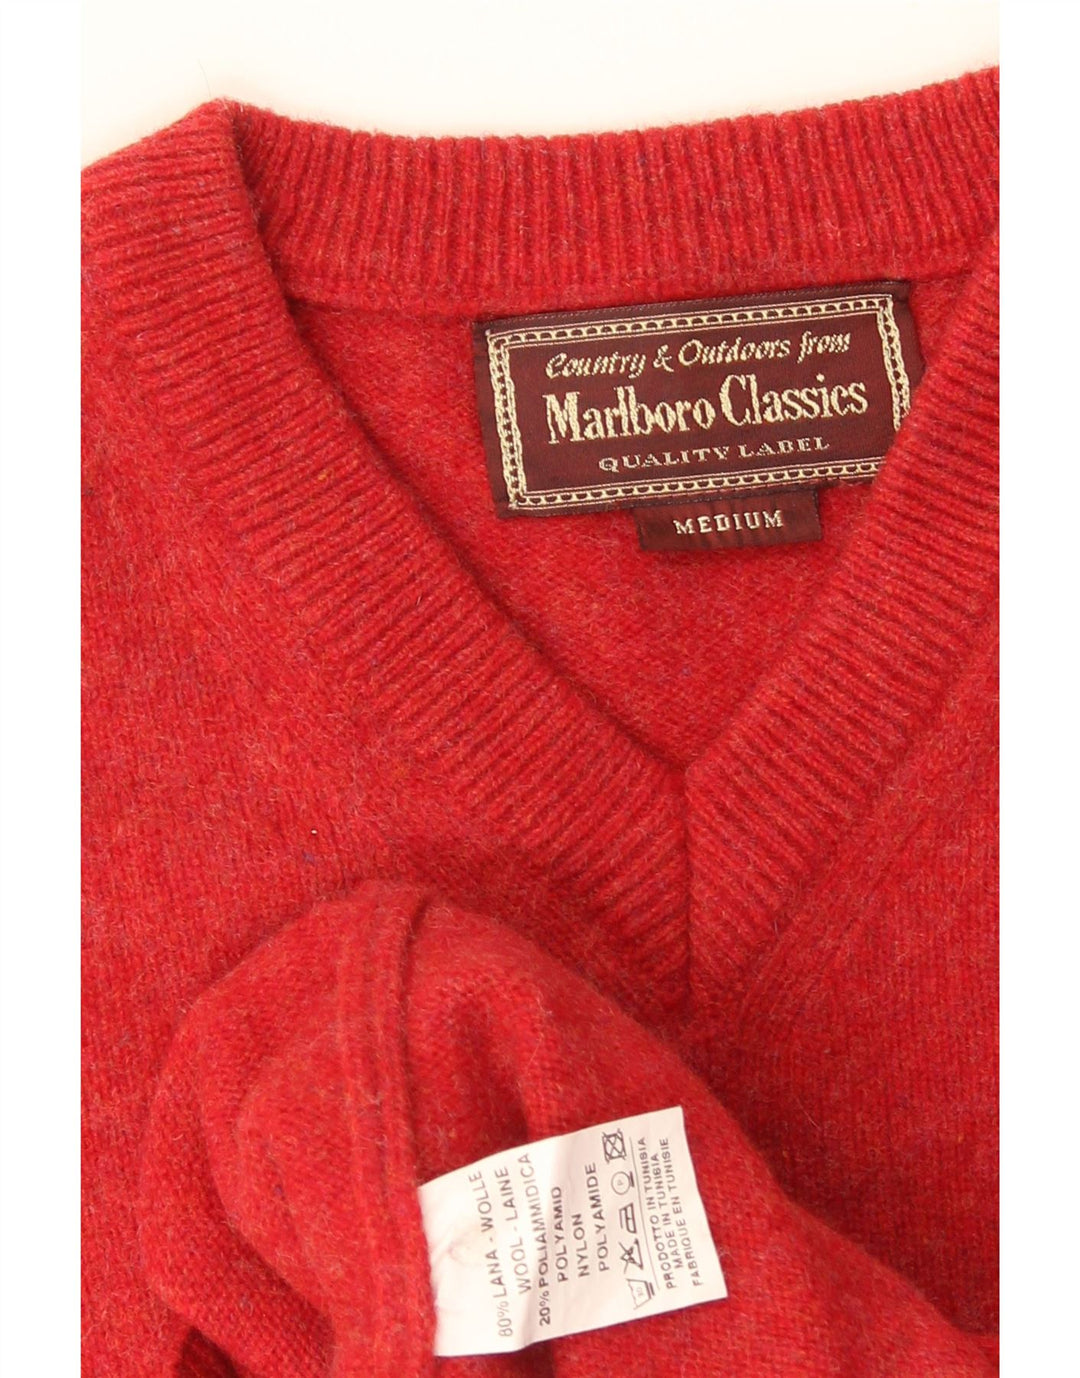 Country & Outdoors from
Marlboro Classics
QUALITY LABEL
MEDIUM
80% LANA - WOLLE
WOOL - LAINE
20% POLIAMMIDICA
POLYAMID
NYLON
POLYAMIDE
PRODOTTO IN TUNISIA
MADE IN TUNISIA
FABRIQUE EN TUNISIE